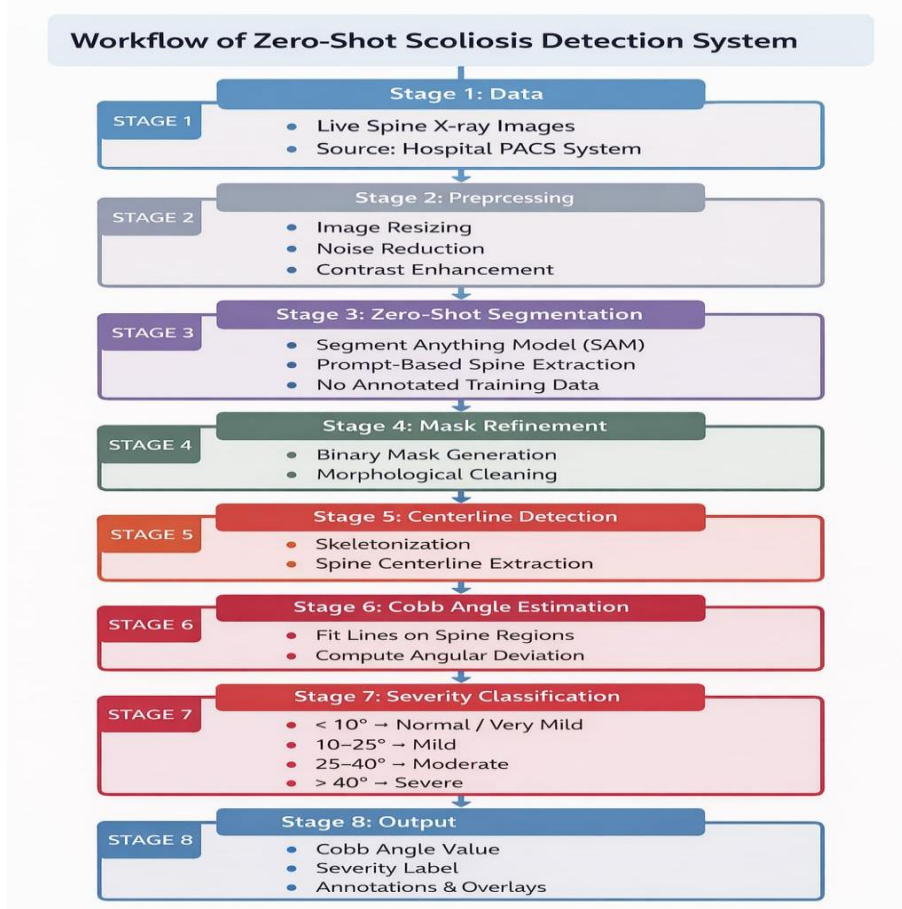 Workflow of Zero-Shot Scoliosis Detection System
Stage 1: Data
STAGE 1
• Live Spine X-ray Images
• Source: Hospital PACS System
Stage 2: Preprcessing
STAGE 2
• Image Resizing
• Noise Reduction
• Contrast Enhancement
Stage 3: Zero-Shot Segmentation
STAGE 3
• Segment Anything Model (SAM)
• Prompt-Based Spine Extraction
• No Annotated Training Data
Stage 4: Mask Refinement
STAGE 4
• Binary Mask Generation
• Morphological Cleaning
Stage 5: Centerline Detection
STAGE 5
• Skeletonization
• Spine Centerline Extraction
Stage 6: Cobb Angle Estimation
STAGE 6
• Fit Lines on Spine Regions
• Compute Angular Deviation
Stage 7: Severity Classification
STAGE 7
• < 10° → Normal / Very Mild
• 10–25° → Mild
• 25–40° → Moderate
• > 40° → Severe
Stage 8: Output
STAGE 8
• Cobb Angle Value
• Severity Label
• Annotations & Overlays